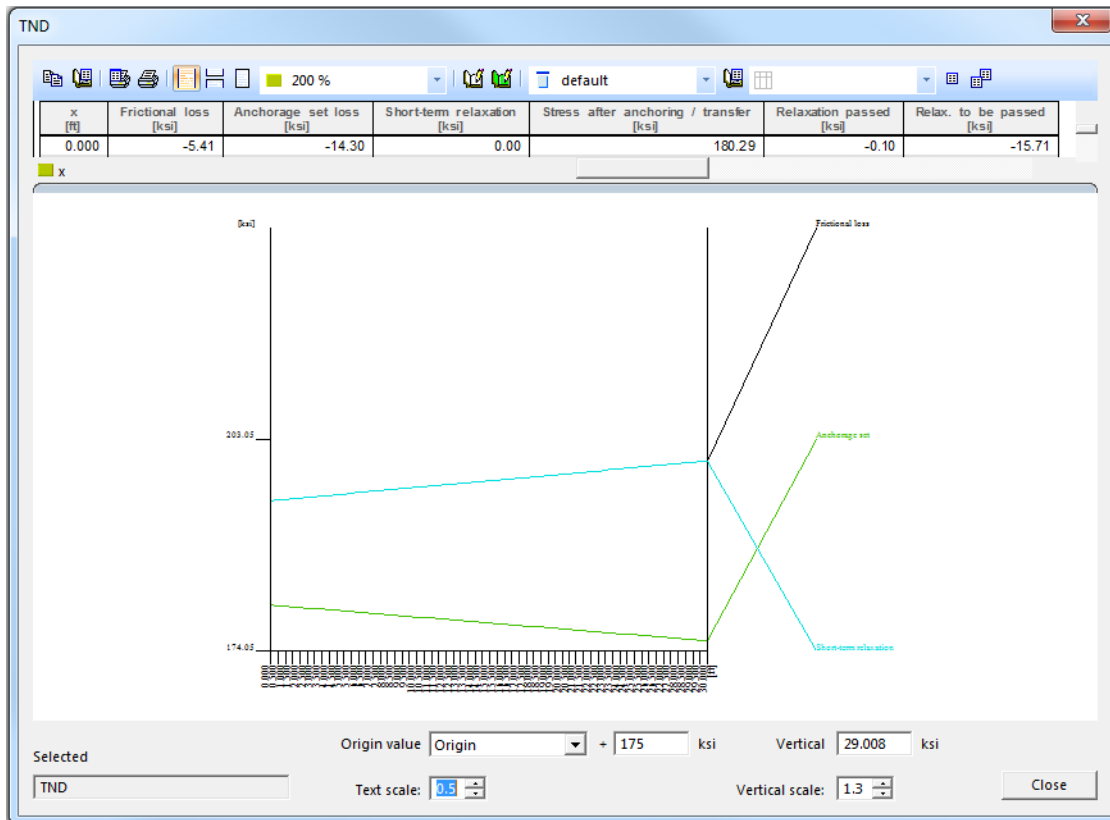 TND
200 %
default
x Frictional loss Anchorage set loss Short-term relaxation Stress after anchoring / transfer Relaxation passed Relax. to be passed
[ft] [ksi] [ksi] [ksi] [ksi] [ksi] [ksi]
0.000 -5.41 -14.30 0.00 180.29 -0.10 -15.71
x
[ksi] Frictional loss
203.05 Anchorage set
174.05 Short-term relaxation
[ft]
Origin value Origin + 175 ksi Vertical 29.008 ksi
Selected
TND Text scale: 0.5 Vertical scale: 1.3 Close